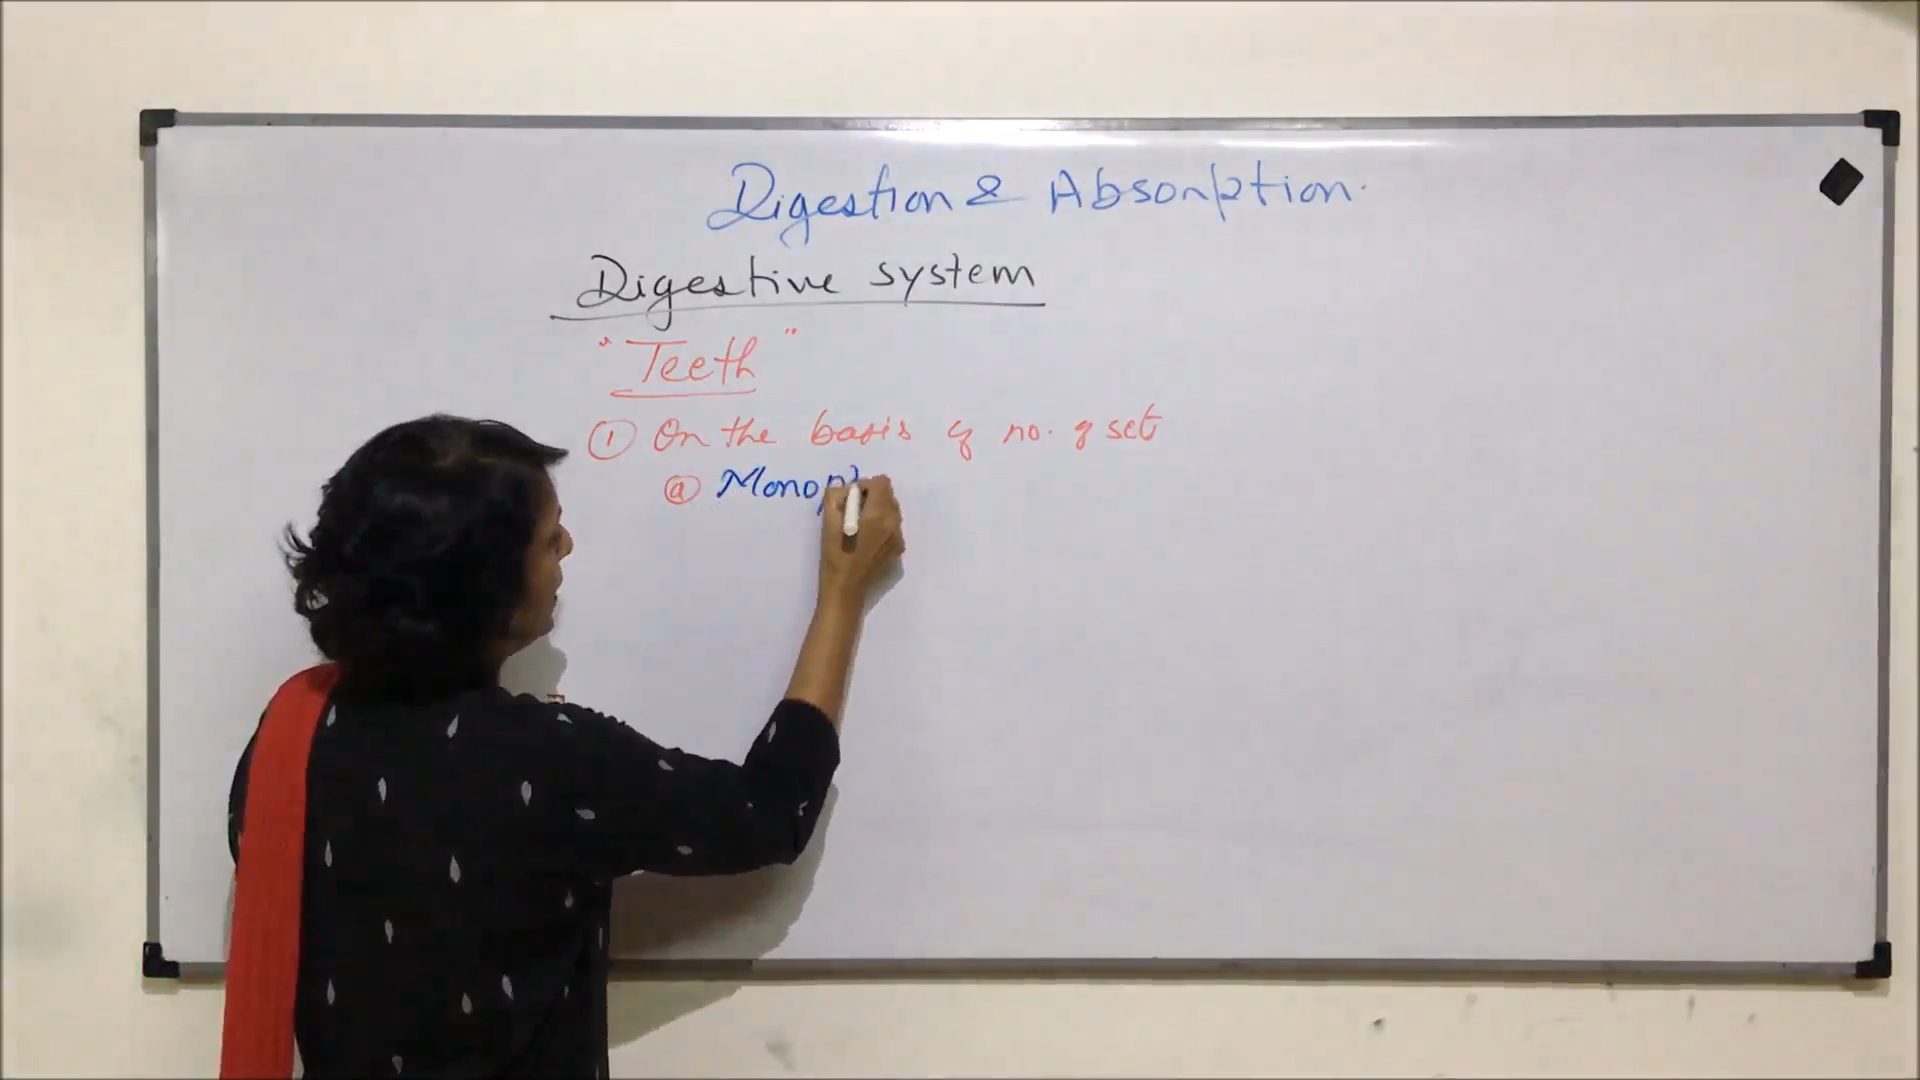 Digestion & Absorption.
Digestive system
"Teeth"
① On the basis of no. of set
ⓐ Monop